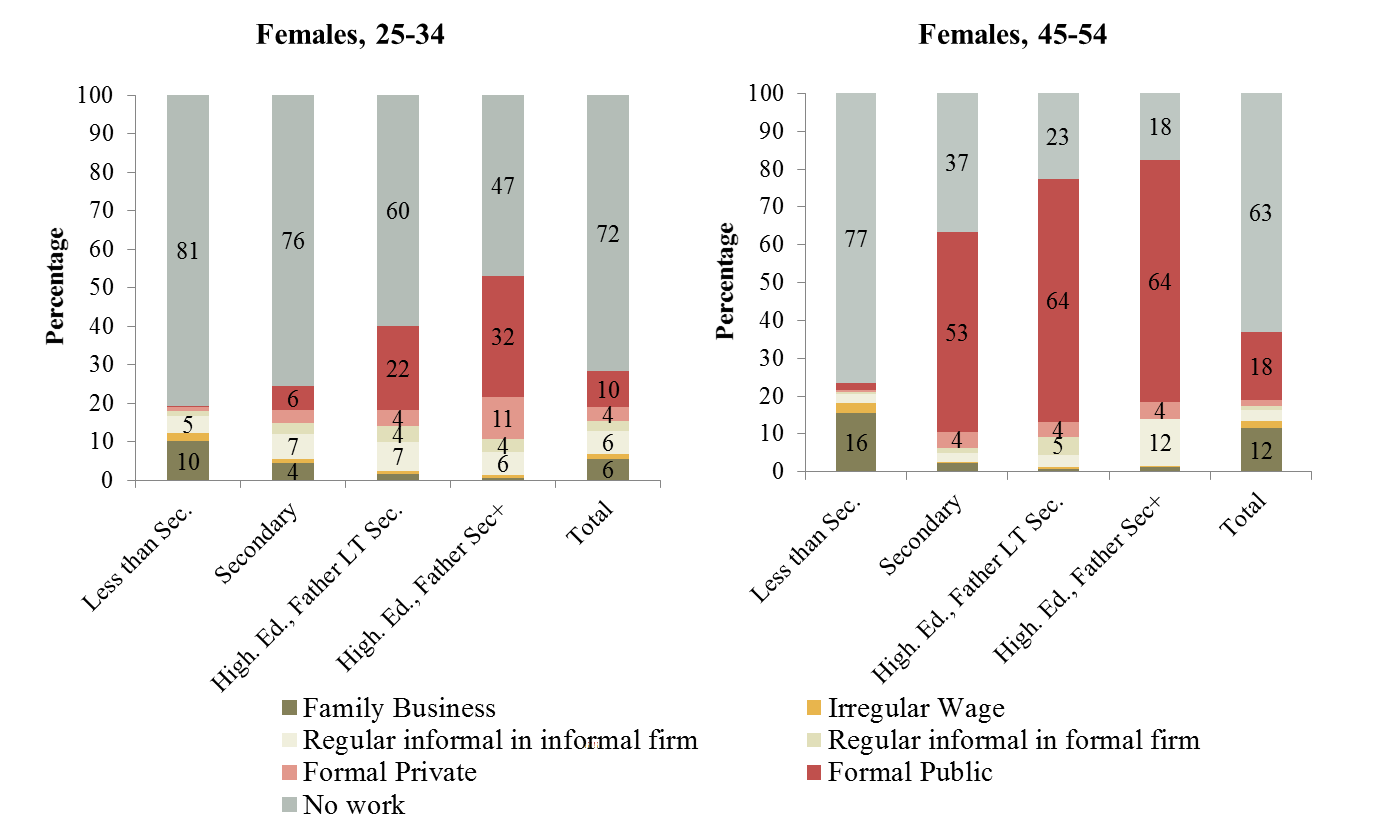 Females, 25-34
Percentage
100
90
80
70
60
50
40
30
20
10
0
81
5
10
76
6
7
4
60
22
4
4
7
47
32
11
4
6
72
10
4
6
6
Less than Sec.
Secondary
High. Ed., Father LT Sec.
High. Ed., Father Sec+
Total
Females, 45-54
Percentage
100
90
80
70
60
50
40
30
20
10
0
77
16
37
53
4
23
64
4
5
18
64
4
12
63
18
12
Less than Sec.
Secondary
High. Ed., Father LT Sec.
High. Ed., Father Sec+
Total
Family Business
Irregular Wage
Regular informal in informal firm
Regular informal in formal firm
Formal Private
Formal Public
No work